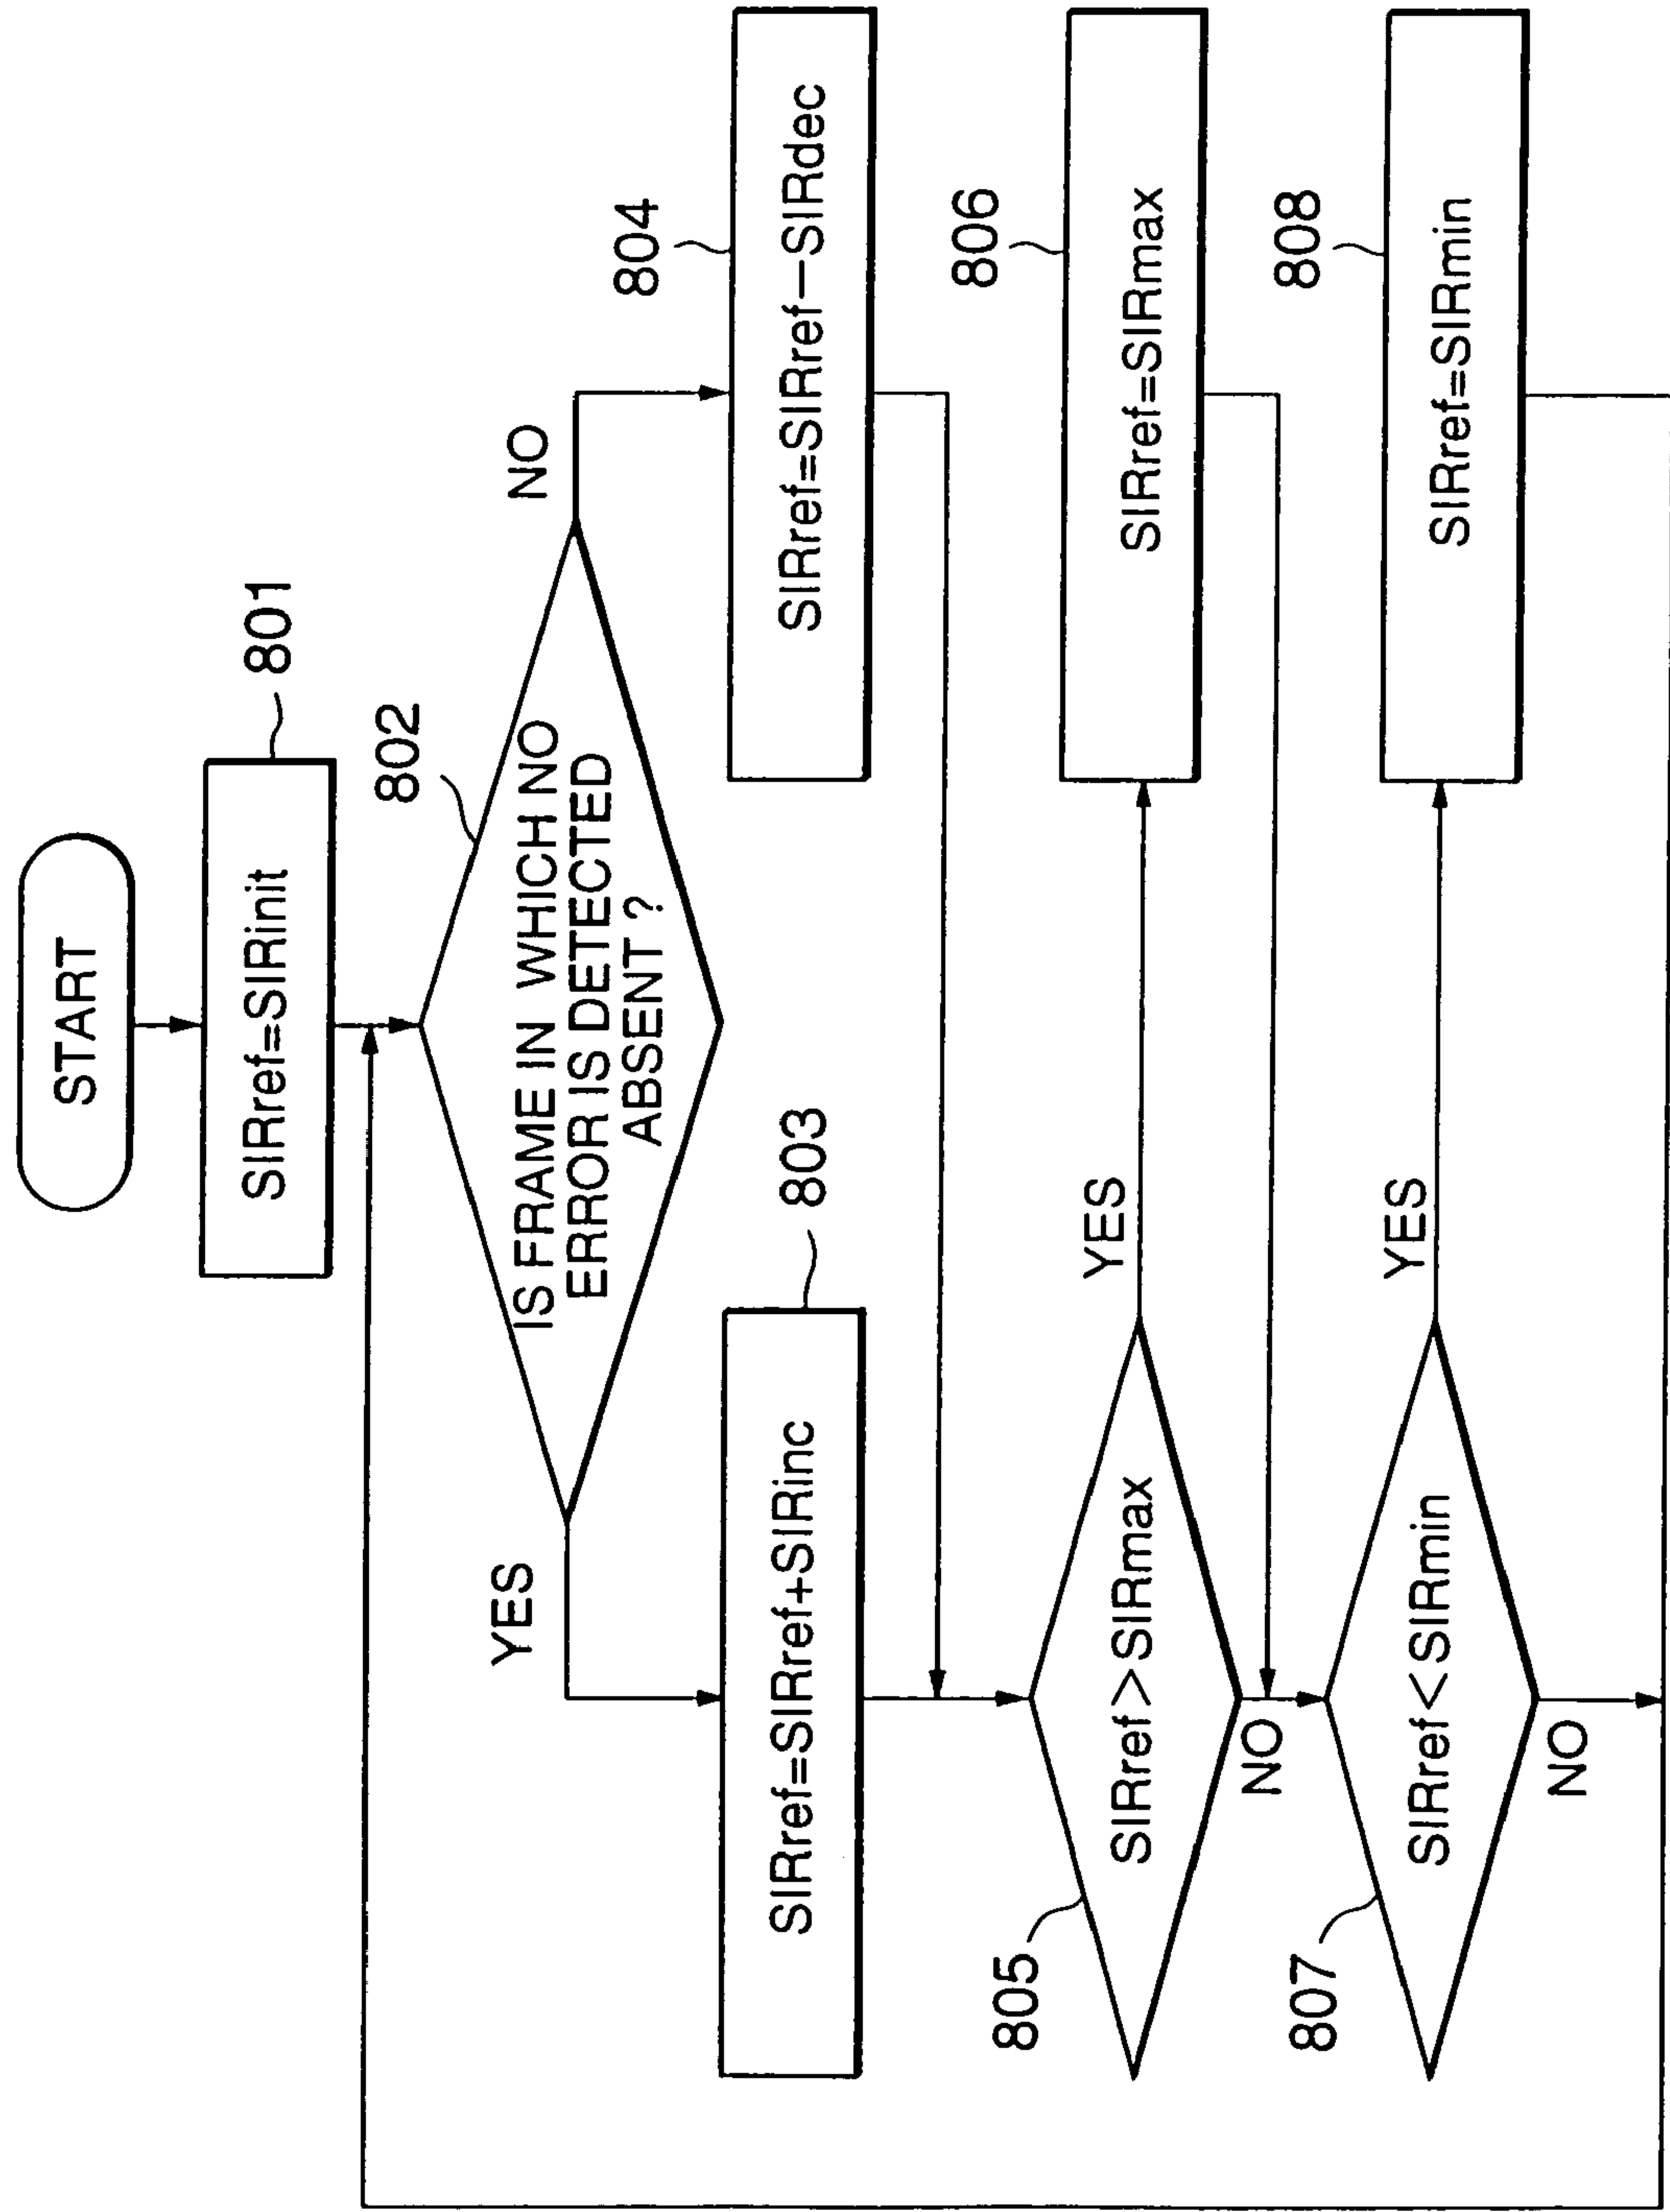 START
801
SIRref=SIRinit
802
IS FRAME IN WHICH NO
ERROR IS DETECTED
ABSENT ?
YES
NO
803
SIRref=SIRref+SIRinc
804
SIRref=SIRref−SIRdec
805
SIRref>SIRmax
YES
NO
806
SIRref=SIRmax
807
SIRref<SIRmin
YES
NO
808
SIRref=SIRmin